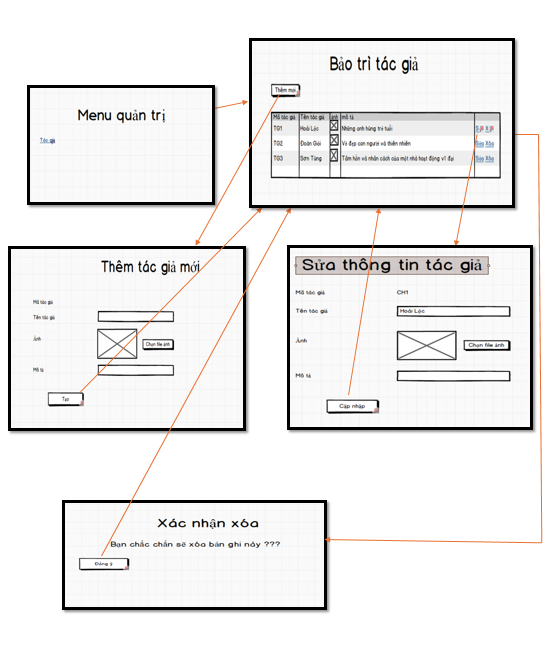 Bảo trì tác giả
Thêm mới
Mã tác giả Tên tác giả ảnh mô tả
TG1 Hoài Lộc Những anh hùng trẻ tuổi Sửa Xóa
TG2 Đoàn Giỏi Vẻ đẹp con người và thiên nhiên Sửa Xóa
TG3 Sơn Tùng Tâm hồn và nhân cách của một nhà hoạt động vĩ đại Sửa Xóa
Menu quản trị
Tác giả
Thêm tác giả mới
Mã tác giả
Tên tác giả
Ảnh Chọn file ảnh
Mô tả
Tạo
Sửa thông tin tác giả
Mã tác giả CH1
Tên tác giả Hoài Lộc
Ảnh Chọn file ảnh
Mô tả
Cập nhập
Xác nhận xóa
Bạn chắc chắn sẽ xóa bản ghi này ???
Đồng ý